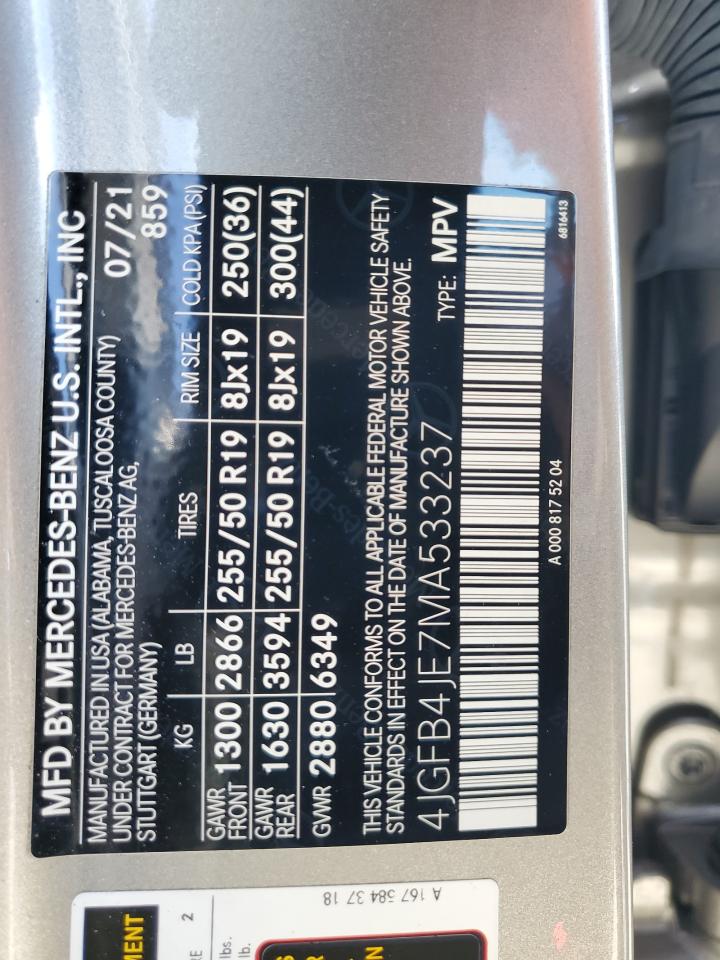 MFD BY MERCEDES-BENZ U.S. INTL., INC
MANUFACTURED IN USA (ALABAMA, TUSCALOOSA COUNTY) 07/21
UNDER CONTRACT FOR MERCEDES-BENZ AG,
STUTTGART (GERMANY) 859
KG LB TIRES RIM SIZE COLD KPA (PSI)
GAWR FRONT 1300 2866 255/50 R19 8Jx19 250(36)
GAWR REAR 1630 3594 255/50 R19 8Jx19 300(44)
GVWR 2880 6349
THIS VEHICLE CONFORMS TO ALL APPLICABLE FEDERAL MOTOR VEHICLE SAFETY
STANDARDS IN EFFECT ON THE DATE OF MANUFACTURE SHOWN ABOVE.
4JGFB4JE7MA533237 TYPE: MPV
A 000 817 52 04
6816413
A 167 584 37 18
MENT
2
lbs.
lb.